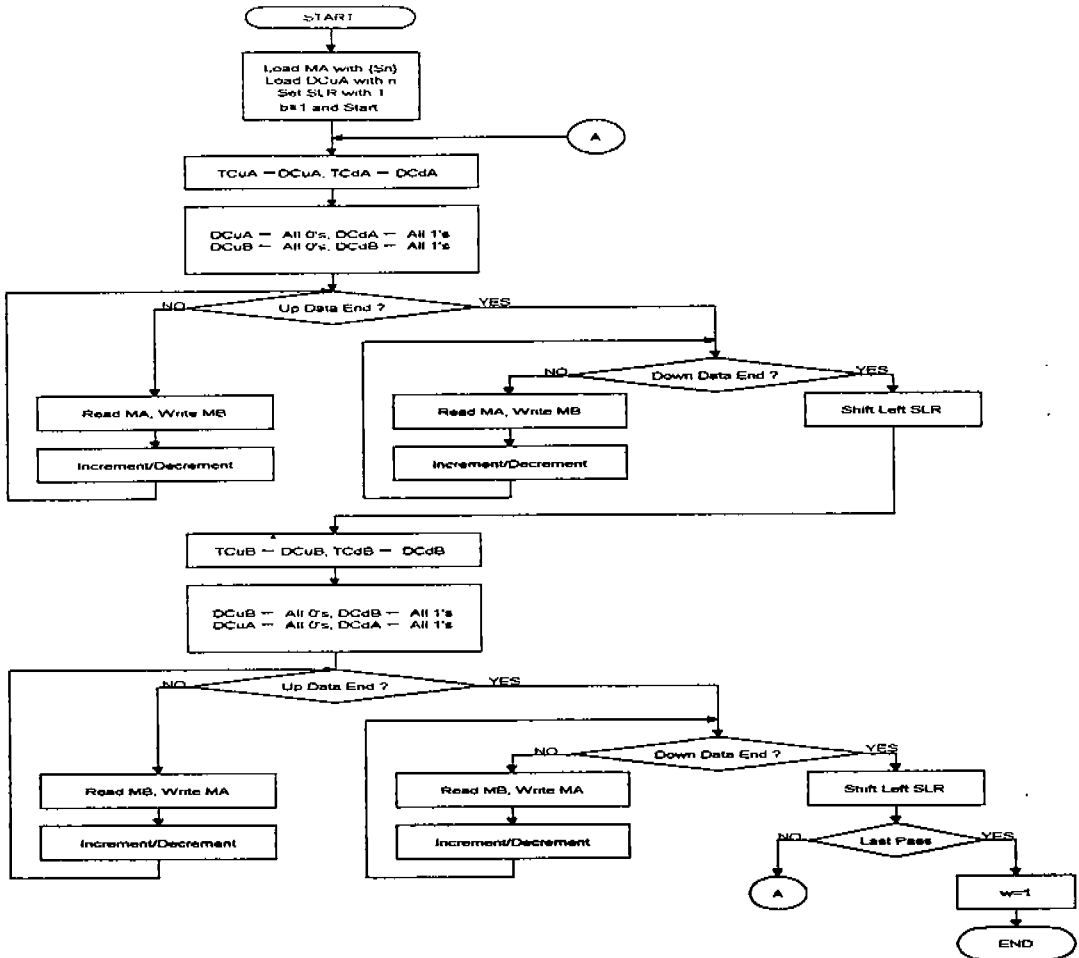 START
Load MA with {Sn}
Load DCuA with n
Set SLR with 1
b=1 and Start
A
TCuA = DCuA, TCdA = DCdA
DCuA = All 0's, DCdA = All 1's
DCuB = All 0's, DCdB = All 1's
NO
Up Data End ?
YES
NO
Down Data End ?
YES
Read MA, Write MB
Read MA, Write MB
Shift Left SLR
Increment/Decrement
Increment/Decrement
TCuB = DCuB, TCdB = DCdB
DCuB = All 0's, DCdB = All 1's
DCuA = All 0's, DCdA = All 1's
NO
Up Data End ?
YES
NO
Down Data End ?
YES
Read MB, Write MA
Read MB, Write MA
Shift Left SLR
Increment/Decrement
Increment/Decrement
NO
Last Pass
YES
A
w=1
END